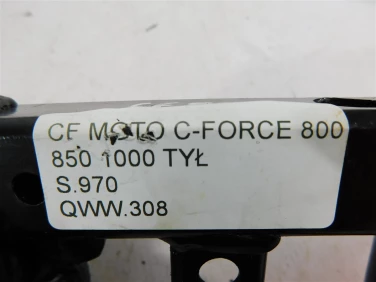 CF MOTO C-FORCE 800
850 1000 TYŁ
S.970
QWW.308